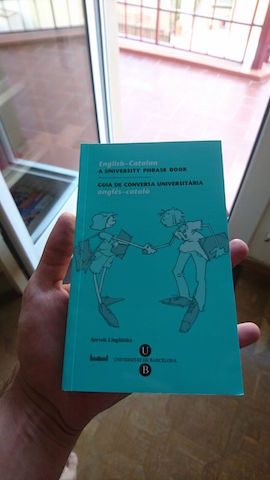 English–Catalan
A UNIVERSITY PHRASE BOOK
GUIA DE CONVERSA UNIVERSITÀRIA
anglès–català
Serveis Lingüístics
U
UNIVERSITAT DE BARCELONA
B